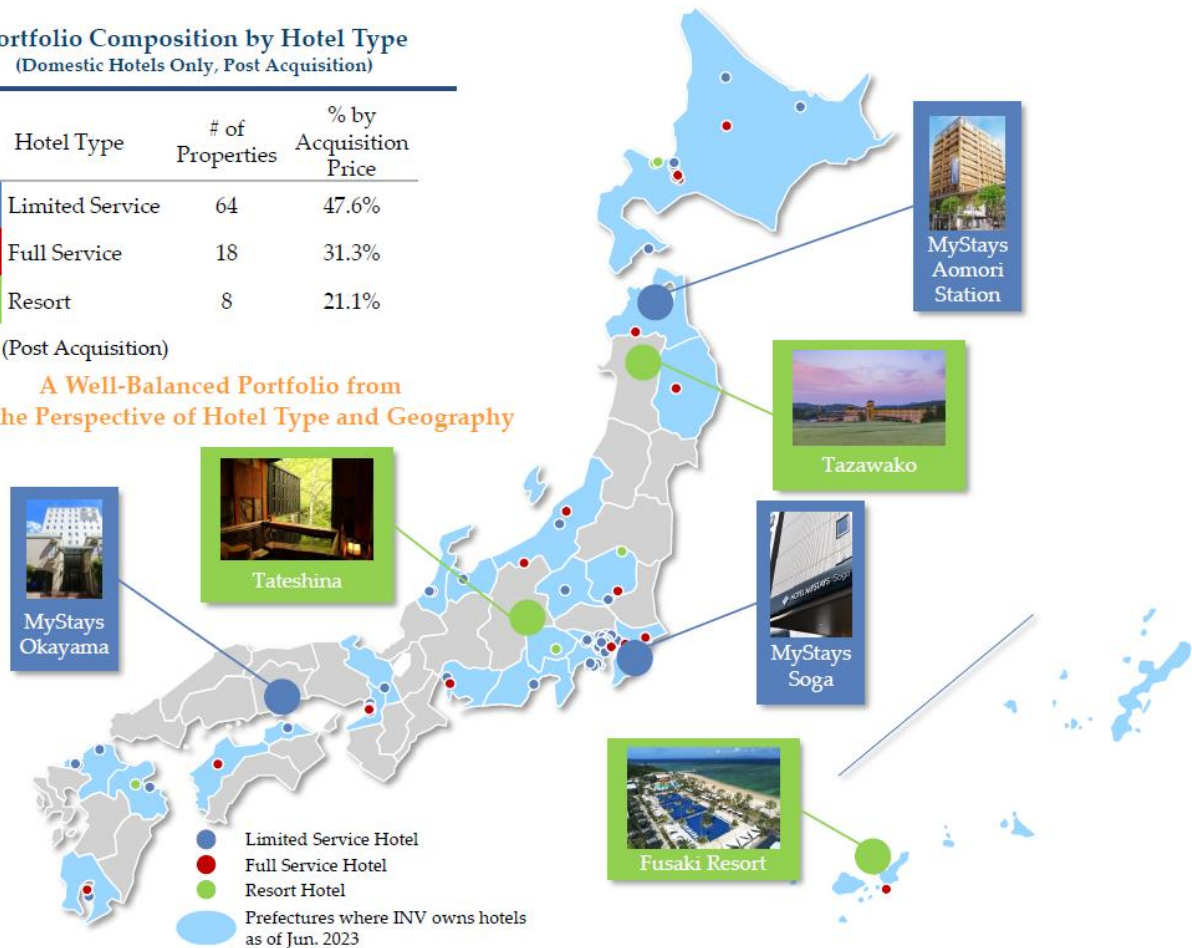 ortfolio Composition by Hotel Type
(Domestic Hotels Only, Post Acquisition)
Hotel Type
# of
Properties
% by
Acquisition
Price
Limited Service 64 47.6%
Full Service 18 31.3%
Resort 8 21.1%
(Post Acquisition)
A Well-Balanced Portfolio from
he Perspective of Hotel Type and Geography
MyStays
Aomori
Station
Tazawako
Tateshina
MyStays
Okayama
HOTEL MYSTAYS Soga
MyStays
Soga
Fusaki Resort
Limited Service Hotel
Full Service Hotel
Resort Hotel
Prefectures where INV owns hotels
as of Jun. 2023